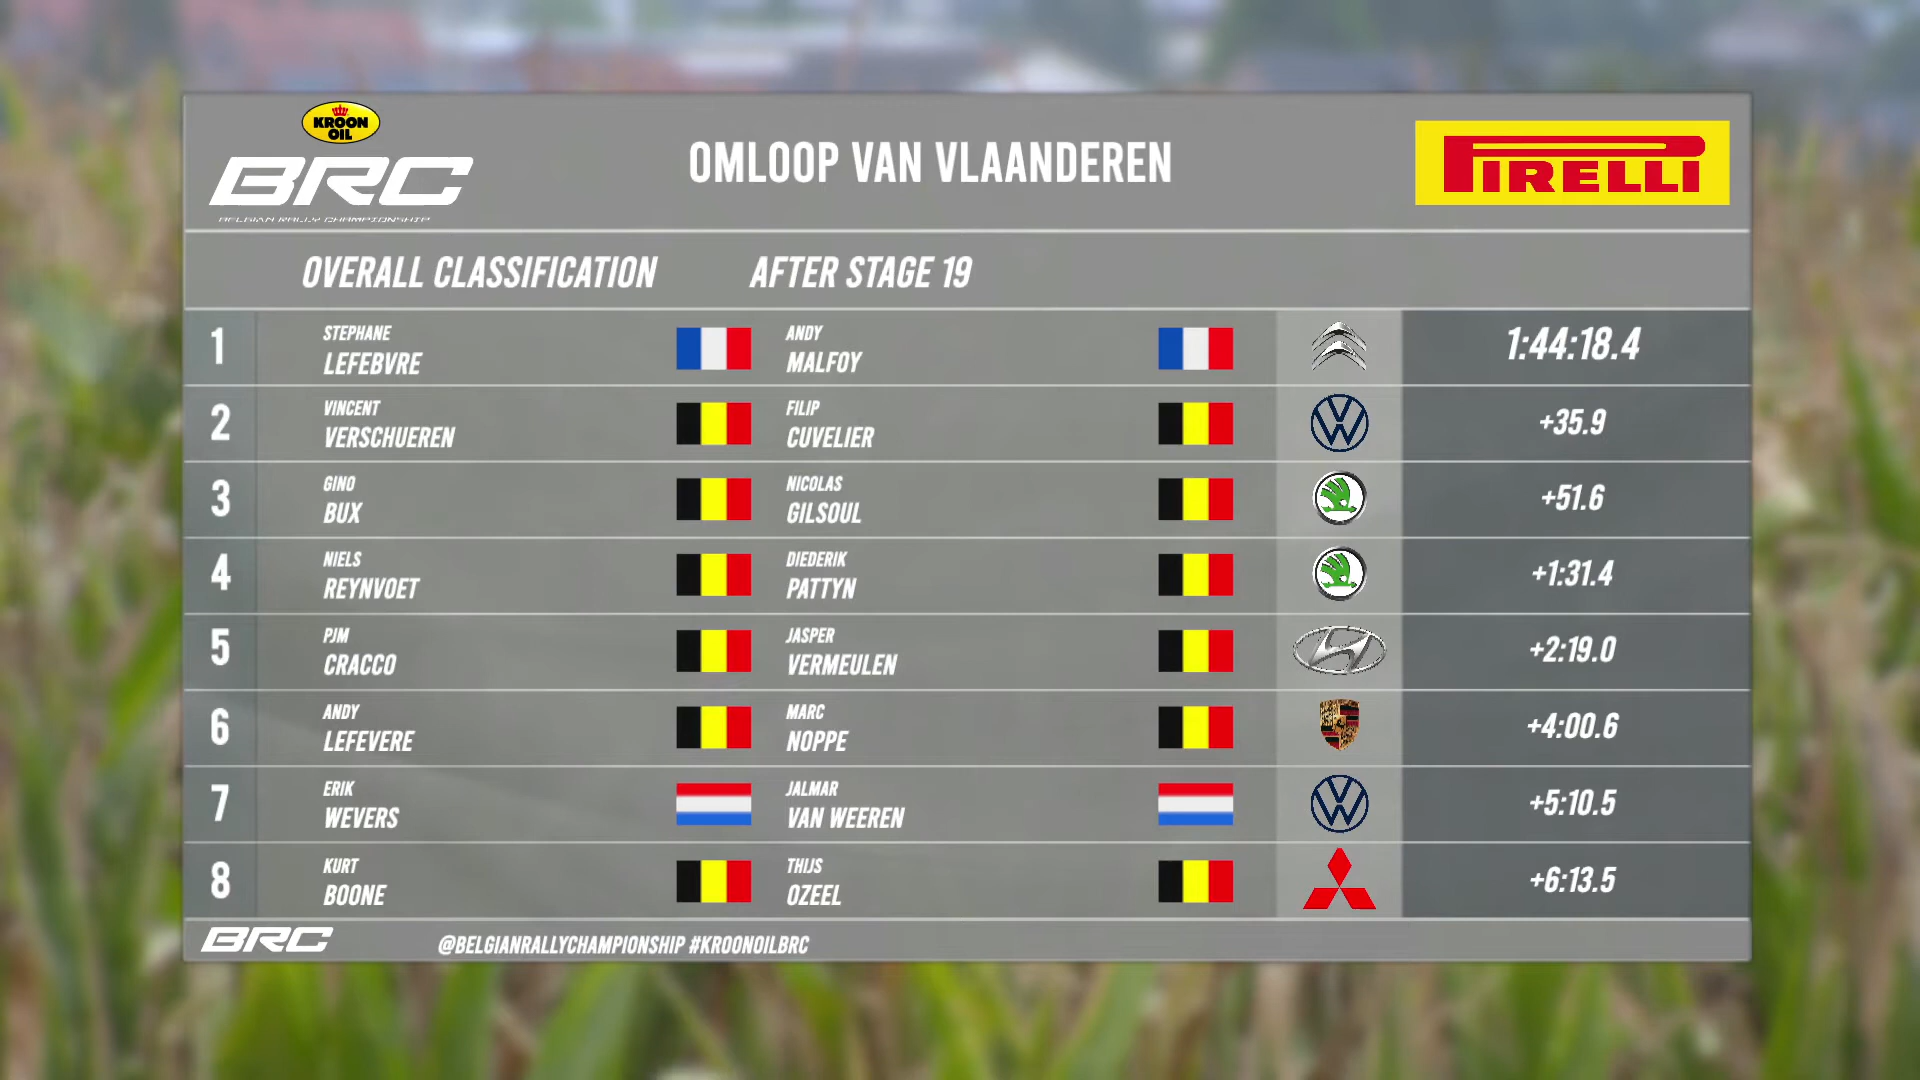 KROON
OIL
BRC
BELGIAN RALLY CHAMPIONSHIP
OMLOOP VAN VLAANDEREN
PIRELLI
OVERALL CLASSIFICATION AFTER STAGE 19
1 STEPHANE LEFEBVRE ANDY MALFOY 1:44:18.4
2 VINCENT VERSCHUEREN FILIP CUVELIER +35.9
3 GINO BUX NICOLAS GILSOUL +51.6
4 NIELS REYNVOET DIEDERIK PATTYN +1:31.4
5 PJM CRACCO JASPER VERMEULEN +2:19.0
6 ANDY LEFEVERE MARC NOPPE +4:00.6
7 ERIK WEVERS JALMAR VAN WEEREN +5:10.5
8 KURT BOONE THIJS OZEEL +6:13.5
BRC @BELGIANRALLYCHAMPIONSHIP #KROONOILBRC